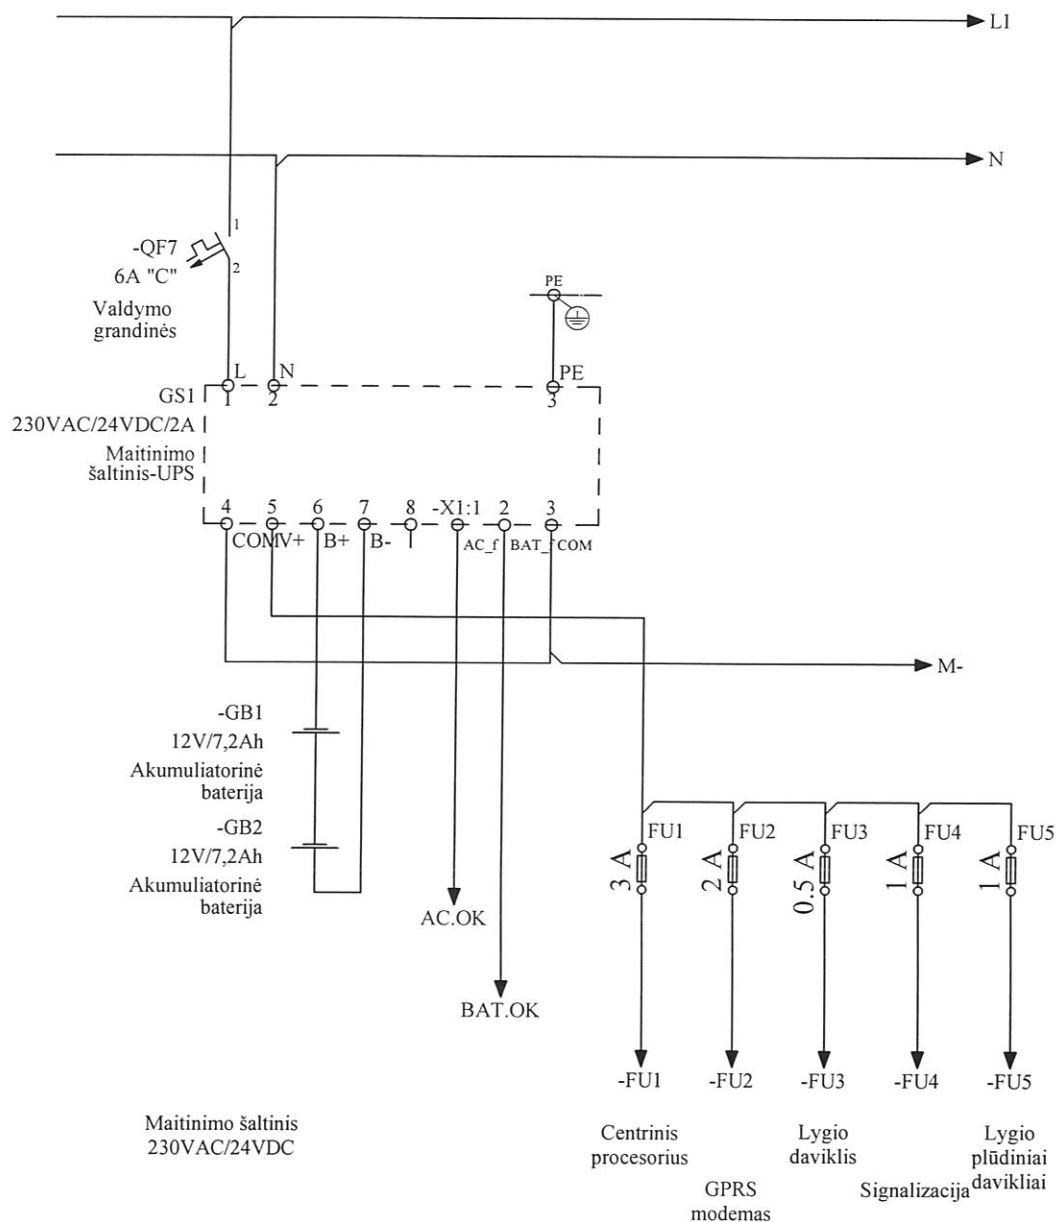 L1
N
1
-QF7
2
6A "C"
Valdymo
grandinės
PE
L
N
PE
GS1
1
2
3
230VAC/24VDC/2A
Maitinimo
šaltinis-UPS
4
5
6
7
8
-X1:1
2
3
COM
V+
B+
B-
AC_f
BAT_f
COM
M-
-GB1
12V/7,2Ah
Akumuliatorinė
baterija
-GB2
12V/7,2Ah
Akumuliatorinė
baterija
FU1
FU2
FU3
FU4
FU5
3 A
2 A
0.5 A
1 A
1 A
AC.OK
BAT.OK
-FU1
-FU2
-FU3
-FU4
-FU5
Maitinimo šaltinis
230VAC/24VDC
Centrinis
procesorius
GPRS
modemas
Lygio
daviklis
Signalizacija
Lygio
plūdiniai
davikliai